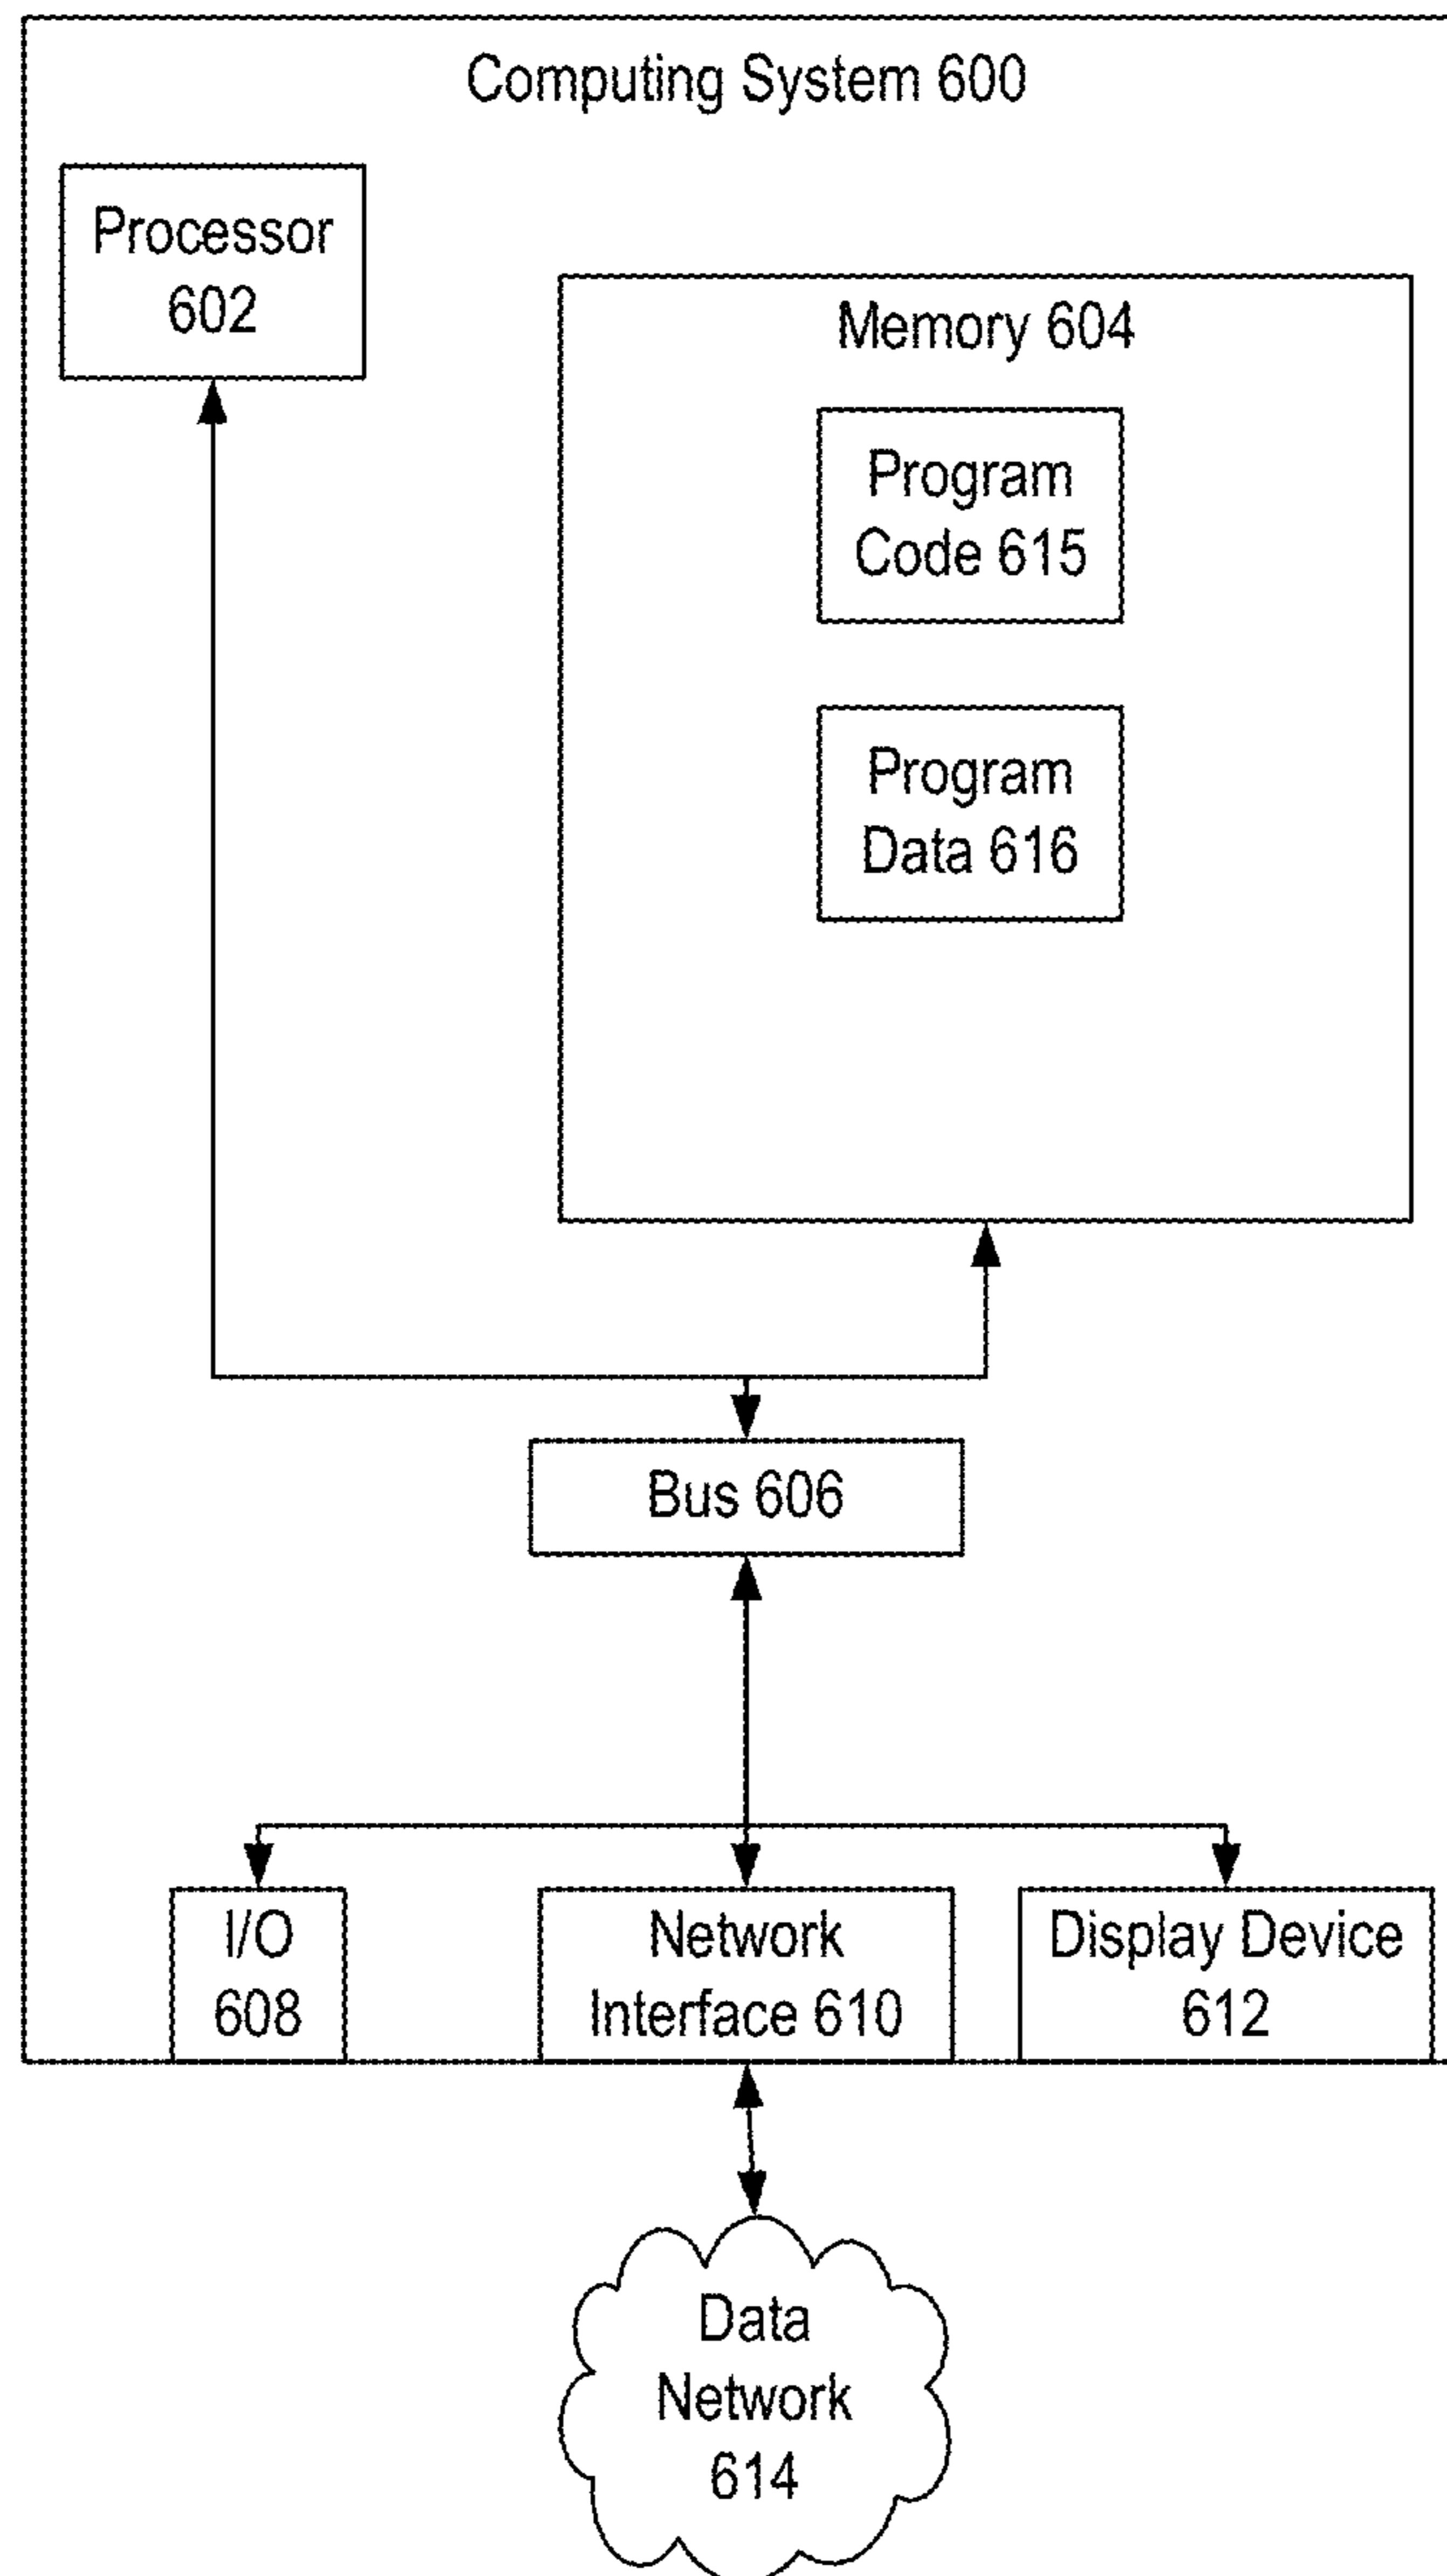 Computing System 600
Processor
602
Memory 604
Program
Code 615
Program
Data 616
Bus 606
I/O
608
Network
Interface 610
Display Device
612
Data
Network
614